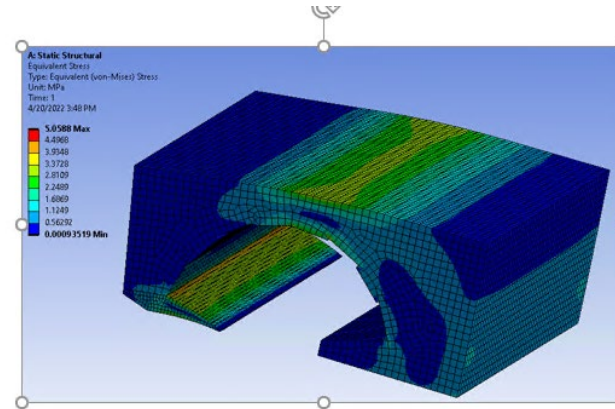 A: Static Structural
Equivalent Stress
Type: Equivalent (von-Mises) Stress
Unit: MPa
Time: 1
4/20/2022 3:48 PM
5.0588 Max
4.4968
3.9348
3.3728
2.8109
2.2489
1.6869
1.1249
0.56292
0.00093519 Min